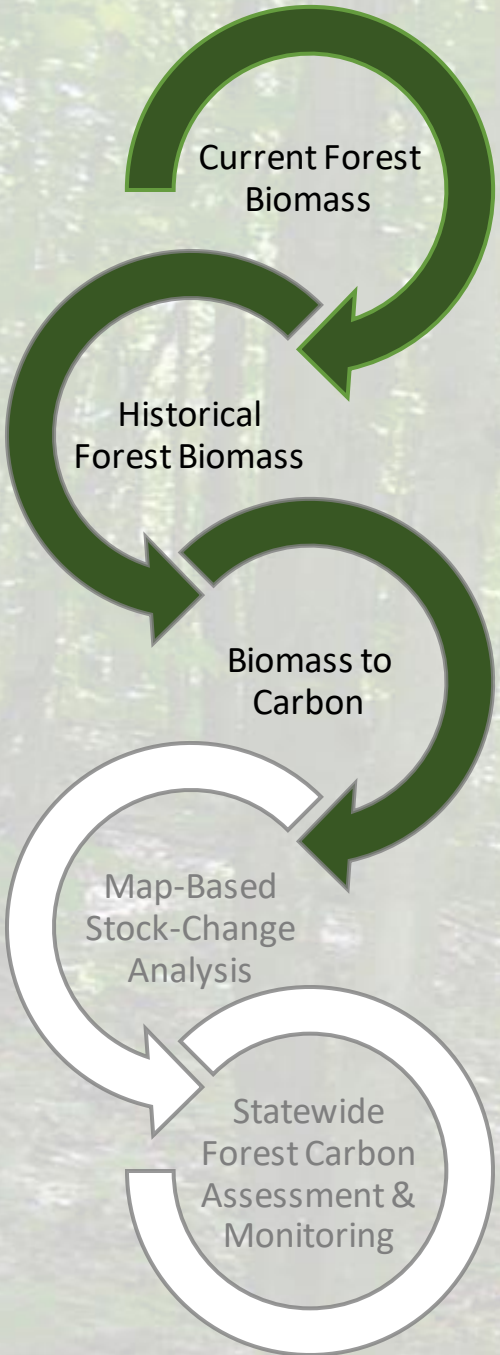 Current Forest
Biomass
Historical
Forest Biomass
Biomass to
Carbon
Map-Based
Stock-Change
Analysis
Statewide
Forest Carbon
Assessment &
Monitoring